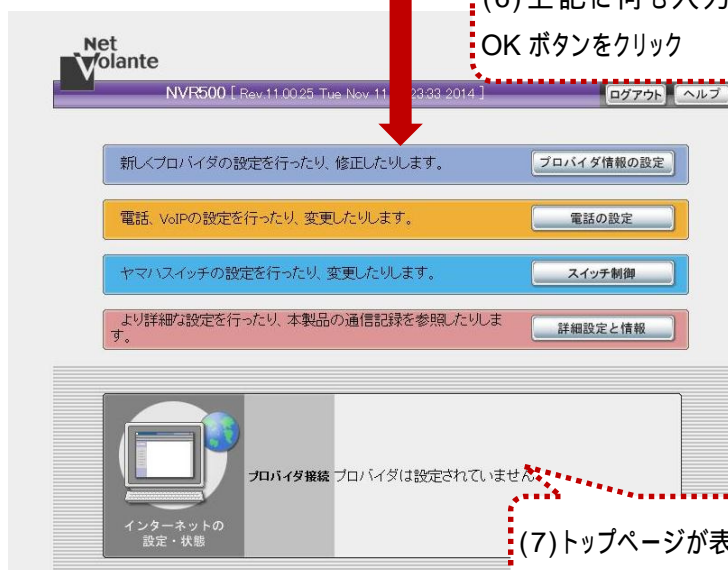 (6)上記に何も入力
OK ボタンをクリック
Net
Volante
NVR500 [ Rev.11.00.25 Tue Nov 11 23:33 2014 ]
ログアウト
ヘルプ
新しくプロバイダの設定を行ったり、修正したりします。
プロバイダ情報の設定
電話、VoIPの設定を行ったり、変更したりします。
電話の設定
ヤマハスイッチの設定を行ったり、変更したりします。
スイッチ制御
より詳細な設定を行ったり、本製品の通信記録を参照したりしま
す。
詳細設定と情報
プロバイダ接続 プロバイダは設定されていません
インターネットの
設定・状態
(7)トップページが表